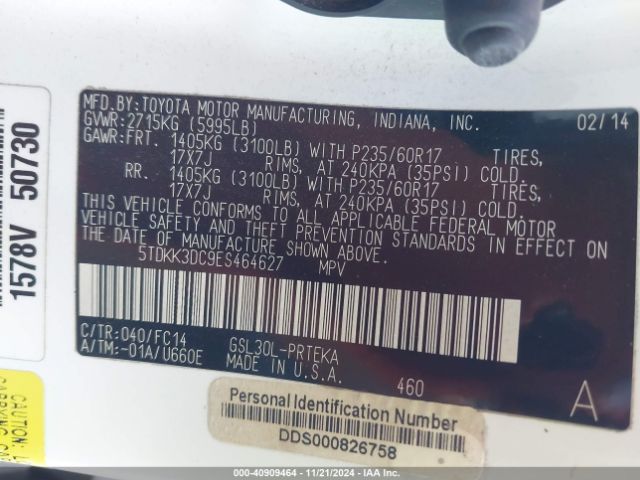 MFD.BY:TOYOTA MOTOR MANUFACTURING, INDIANA, INC. 02/14
GVWR:2715KG (5995LB)
GAWR:FRT. 1405KG (3100LB) WITH P235/60R17 TIRES,
17X7J RIMS, AT 240KPA (35PSI) COLD.
RR. 1405KG (3100LB) WITH P235/60R17 TIRES,
17X7J RIMS, AT 240KPA (35PSI) COLD.
THIS VEHICLE CONFORMS TO ALL APPLICABLE FEDERAL MOTOR
VEHICLE SAFETY AND THEFT PREVENTION STANDARDS IN EFFECT ON
THE DATE OF MANUFACTURE SHOWN ABOVE.
5TDKK3DC9ES464627 MPV
C/TR:040/FC14 GSL30L-PRTEKA
A/TM:-01A/U660E MADE IN U.S.A.
460 A
1578V 50730
Personal Identification Number
DDS000826758
000-40909464 - 11/21/2024 - IAAI.COM